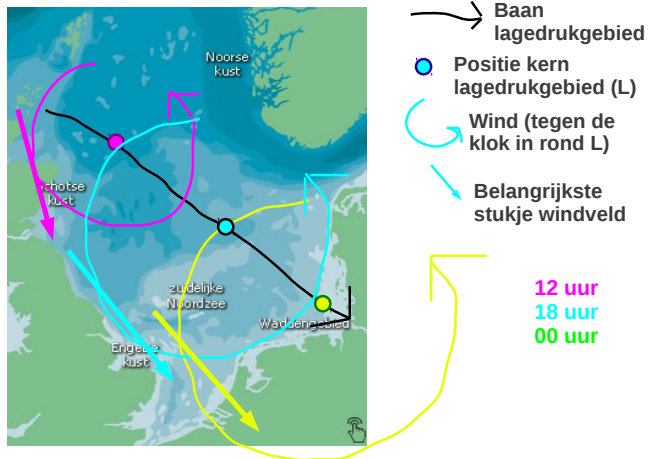 Noorse
kust
Schotse
kust
zuidelijke
Noordzee
Waddengebied
Engelse
kust
Baan
lagedrukgebied
Positie kern
lagedrukgebied (L)
Wind (tegen de
klok in rond L)
Belangrijkste
stukje windveld
12 uur
18 uur
00 uur